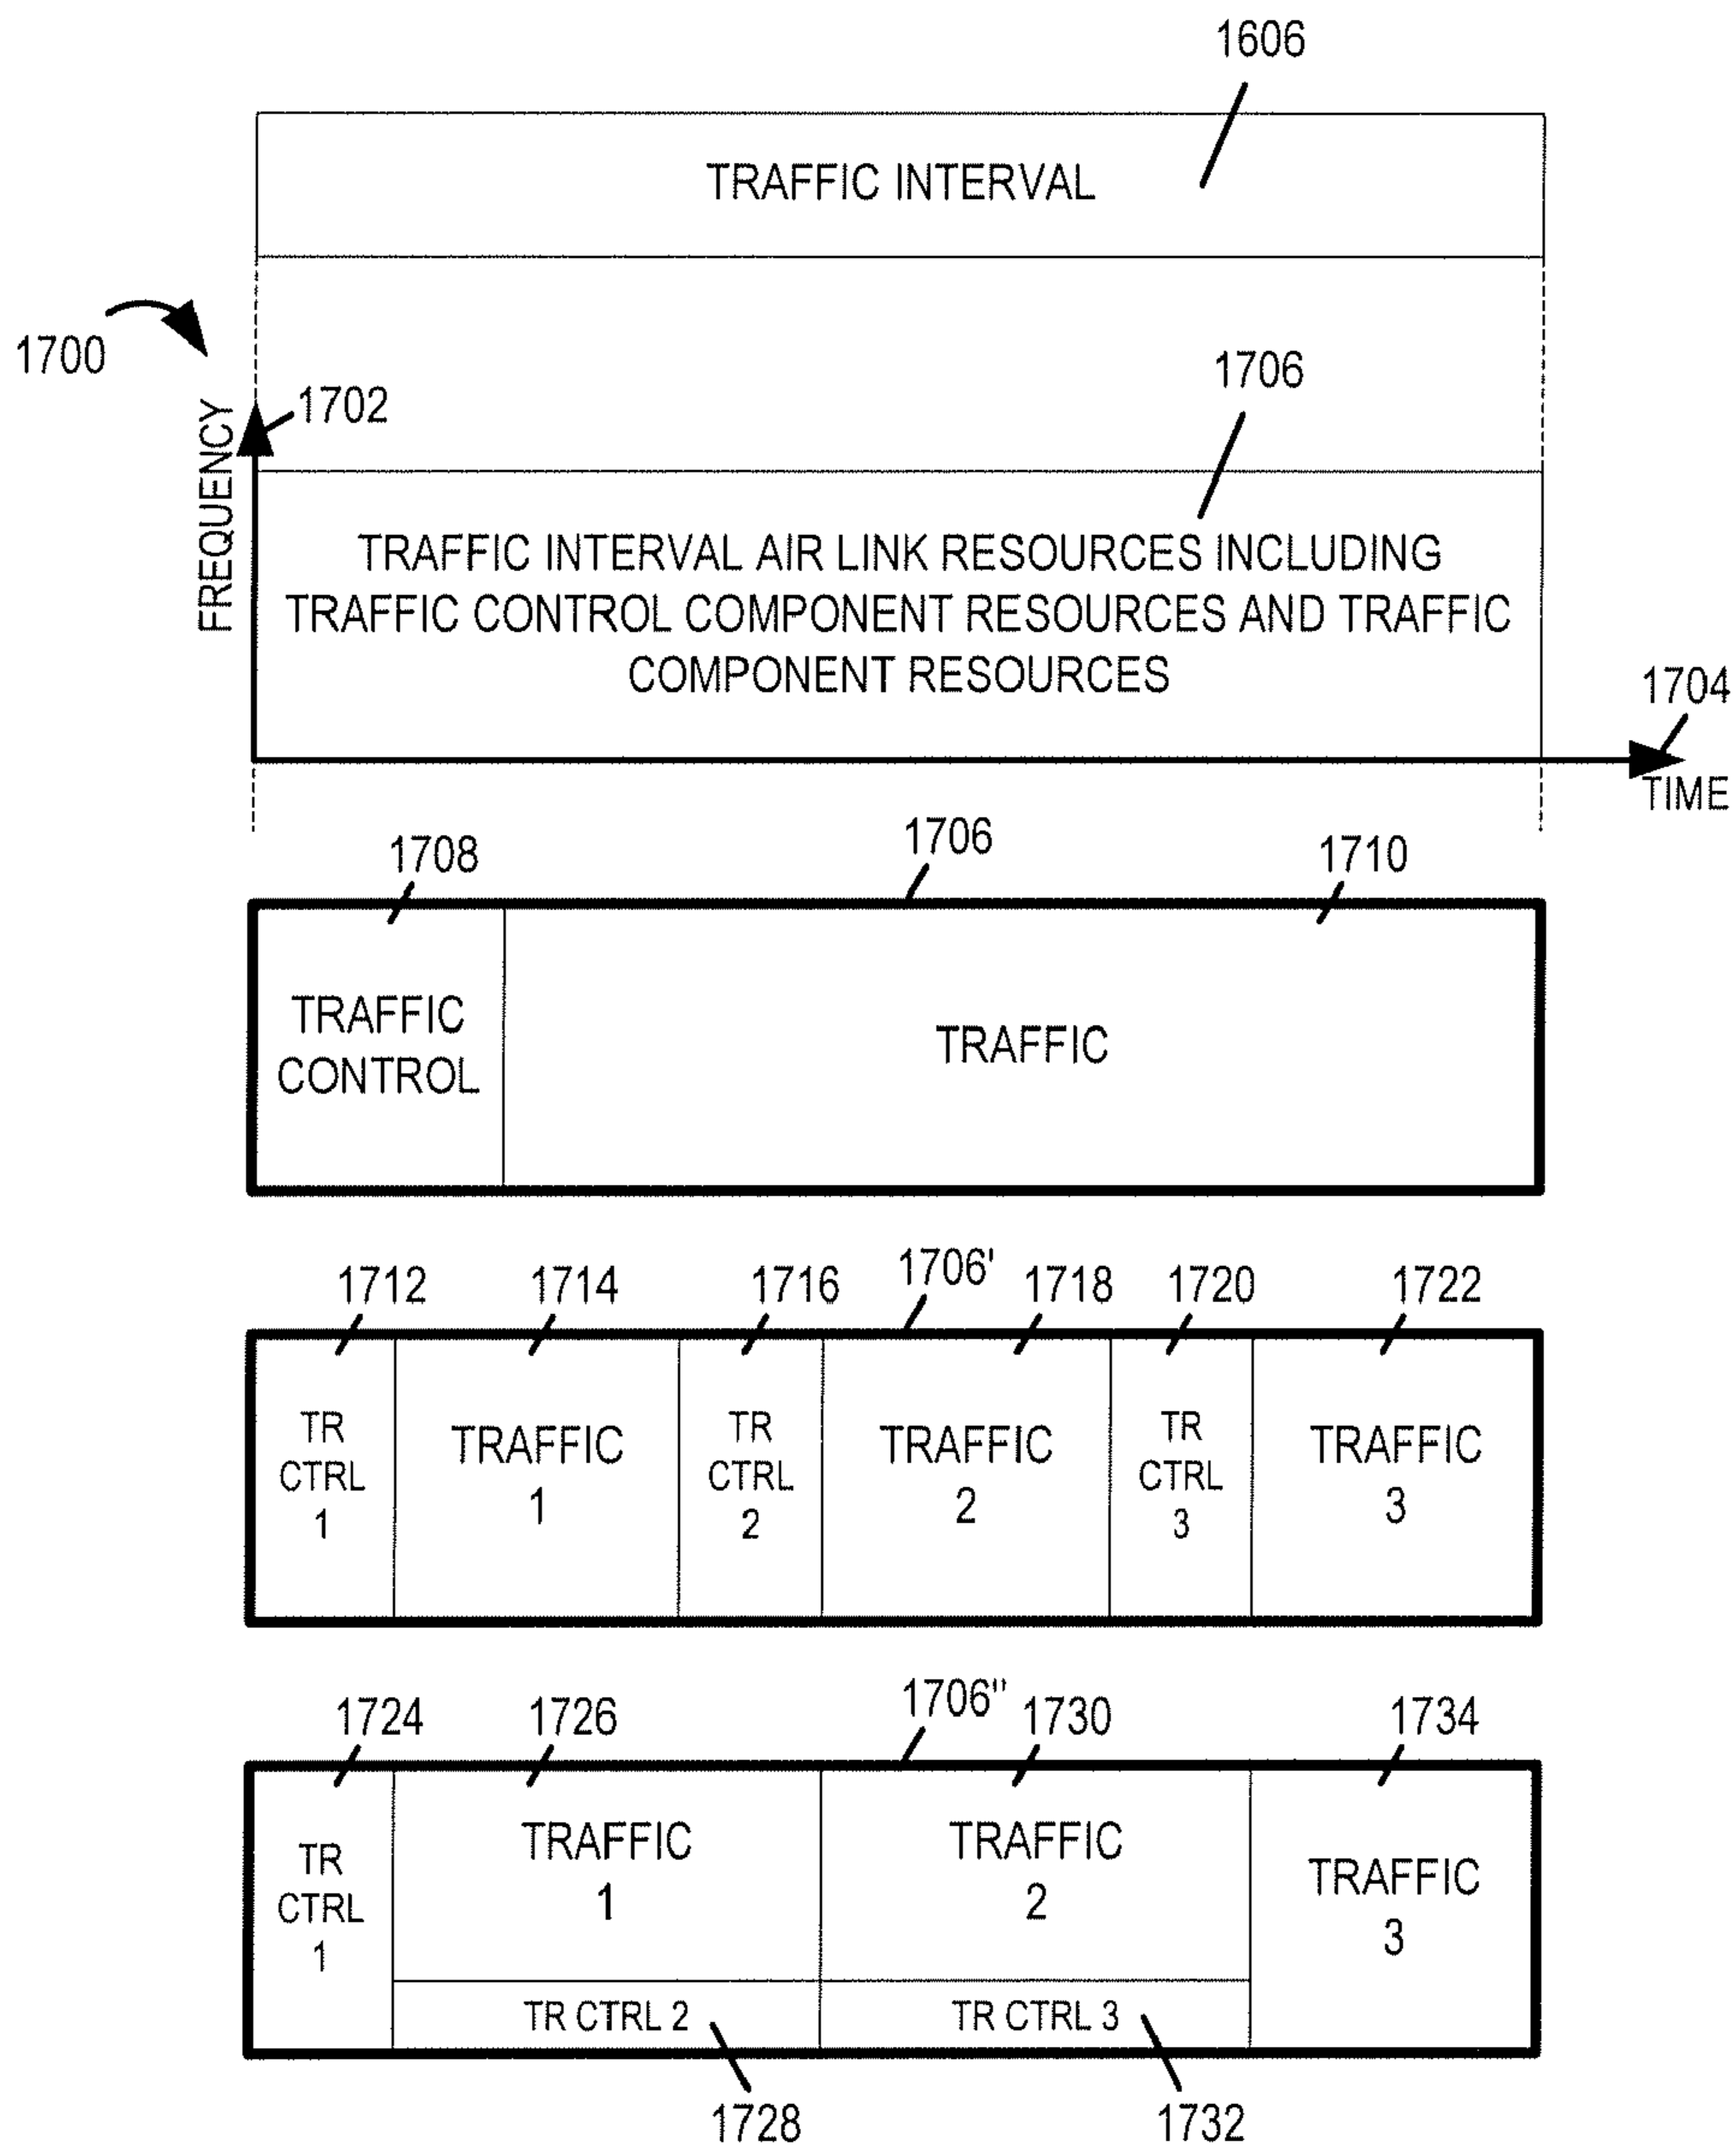 1606
TRAFFIC INTERVAL
1700
1702
1706
FREQUENCY
TRAFFIC INTERVAL AIR LINK RESOURCES INCLUDING
TRAFFIC CONTROL COMPONENT RESOURCES AND TRAFFIC
COMPONENT RESOURCES
1704
TIME
1708
1706
1710
TRAFFIC
CONTROL
TRAFFIC
1712
1714
1716
1706'
1718
1720
1722
TR
CTRL
1
TRAFFIC
1
TR
CTRL
2
TRAFFIC
2
TR
CTRL
3
TRAFFIC
3
1724
1726
1706"
1730
1734
TR
CTRL
1
TRAFFIC
1
TRAFFIC
2
TRAFFIC
3
TR CTRL 2
TR CTRL 3
1728
1732